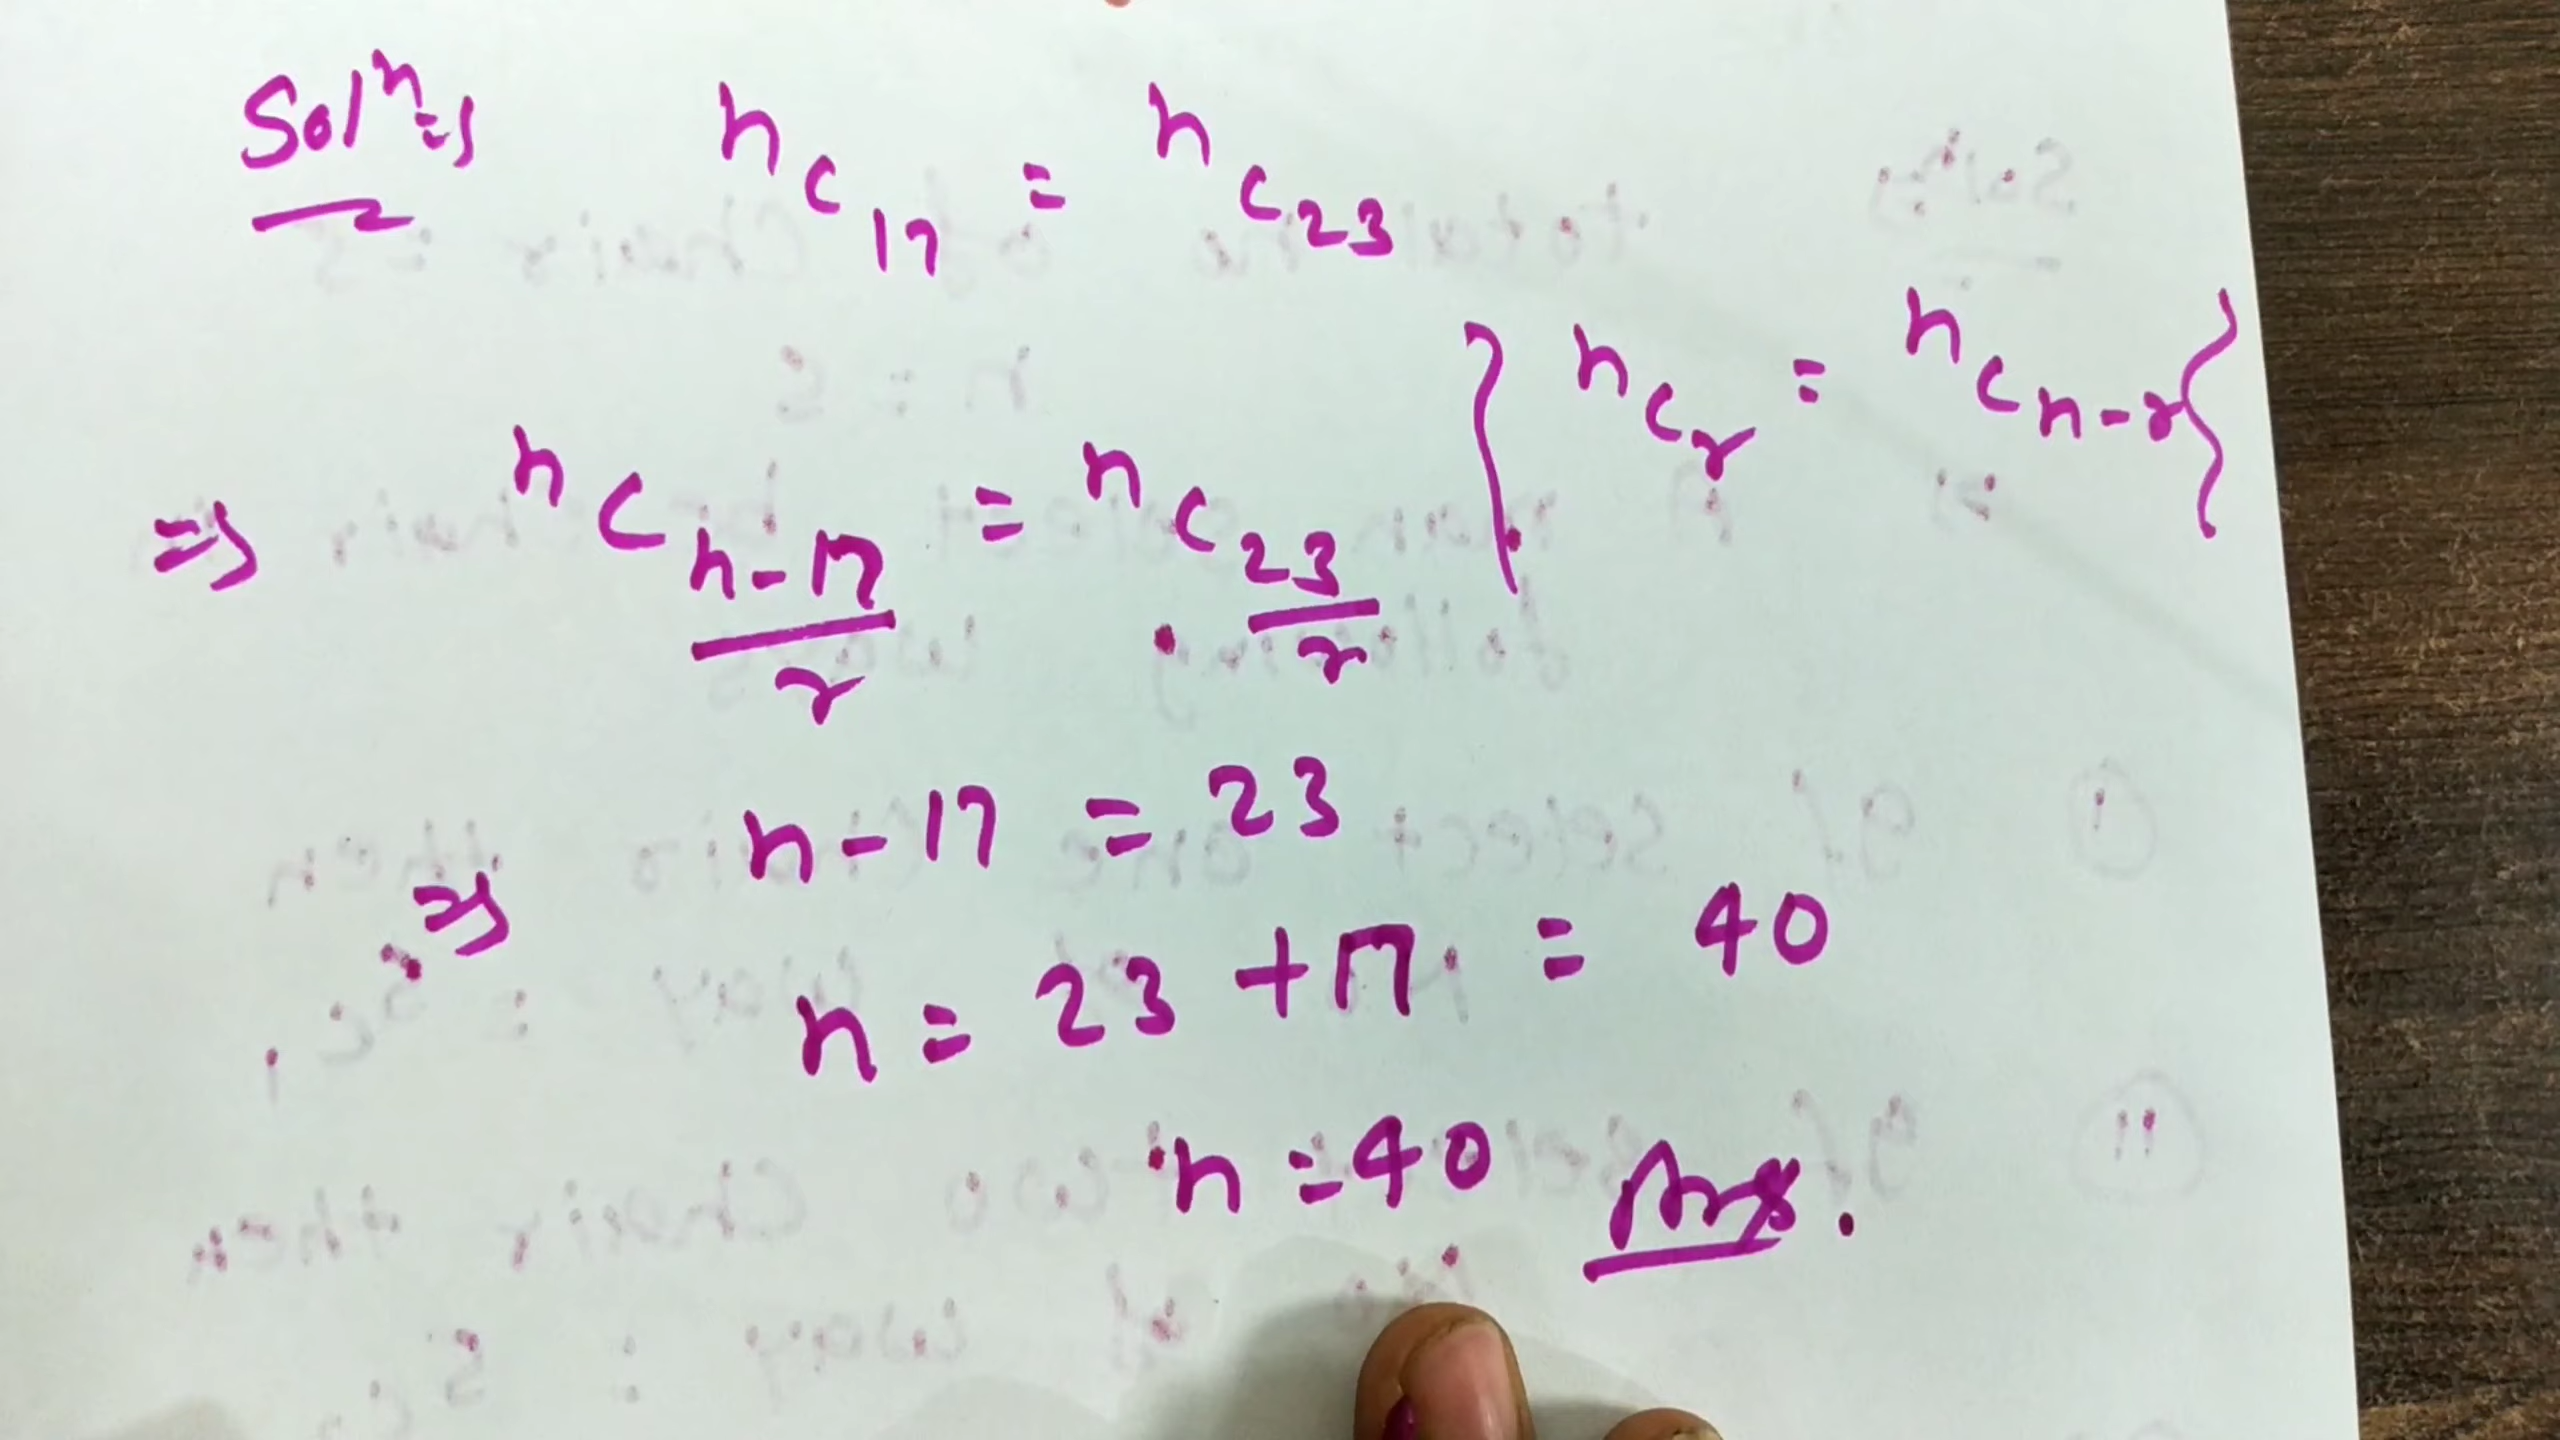 Solⁿ⇒ ⁿC₁₇ = ⁿC₂₃
{ ⁿCᵣ = ⁿCₙ₋ᵣ }
⇒ ⁿCₙ₋₁₇ = ⁿC₂₃
r r
n-17 = 23
⇒ n = 23 + 17 = 40
n = 40 Ans.